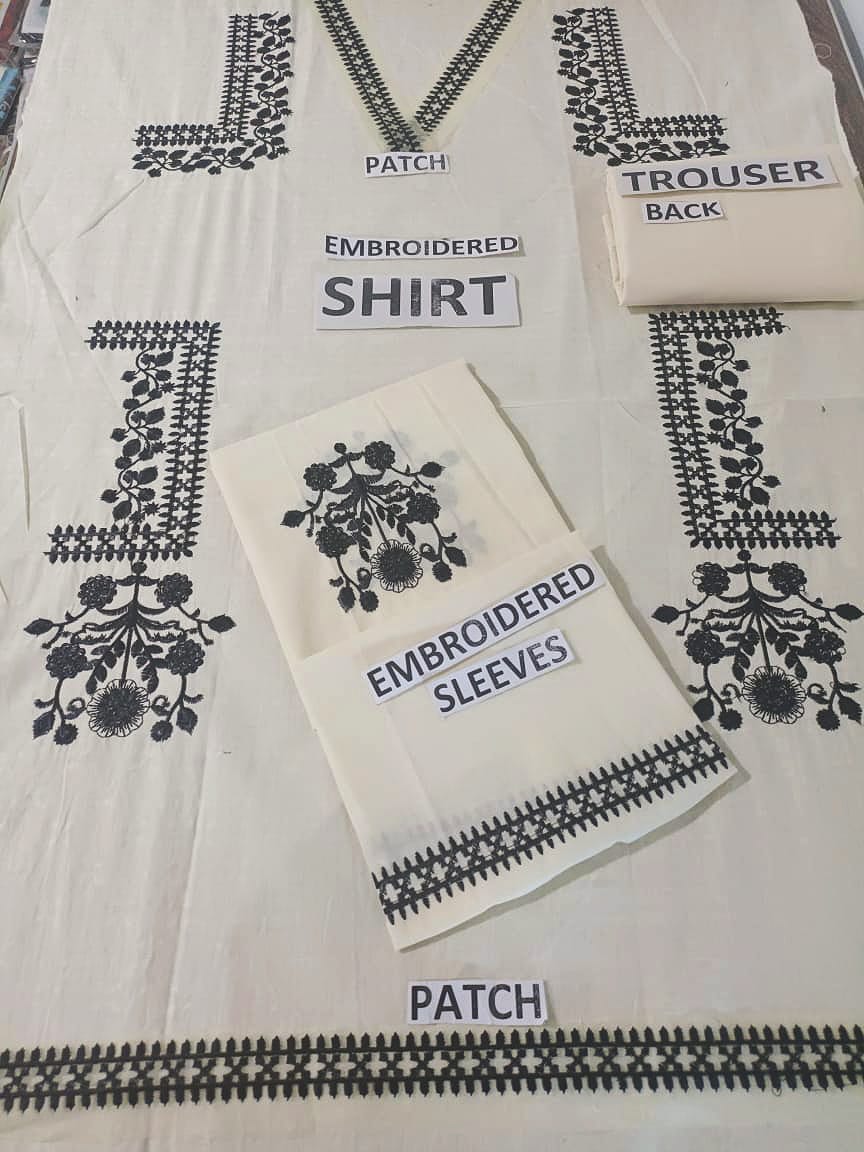 PATCH
TROUSER
BACK
EMBROIDERED
SHIRT
EMBROIDERED
SLEEVES
PATCH